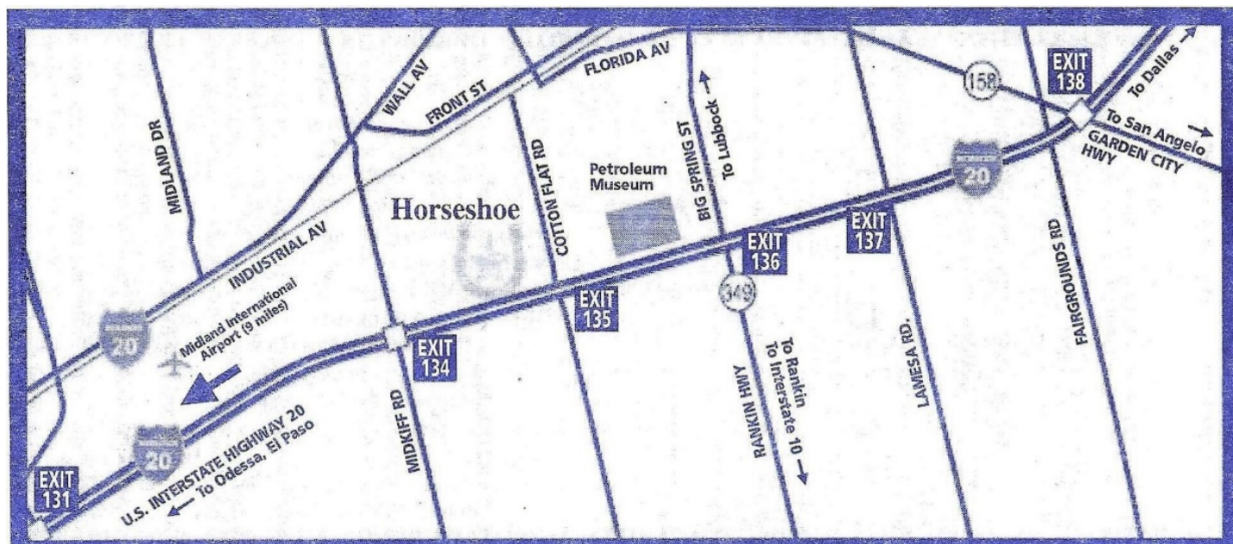 MIDLAND DR
WALL AV
FRONT ST
FLORIDA AV
To Lubbock
BIG SPRING ST
158
EXIT
138
To Dallas
To San Angelo
GARDEN CITY
HWY
20
Petroleum
Museum
COTTON FLAT RD
Horseshoe
INDUSTRIAL AV
Midland International
Airport (9 miles)
20
EXIT
137
EXIT
136
EXIT
135
EXIT
134
349
FAIRGROUNDS RD
LAMESA RD.
To Rankin
To Interstate 10
RANKIN HWY
MIDKIFF RD
20
U.S. INTERSTATE HIGHWAY 20
To Odessa, El Paso
EXIT
131